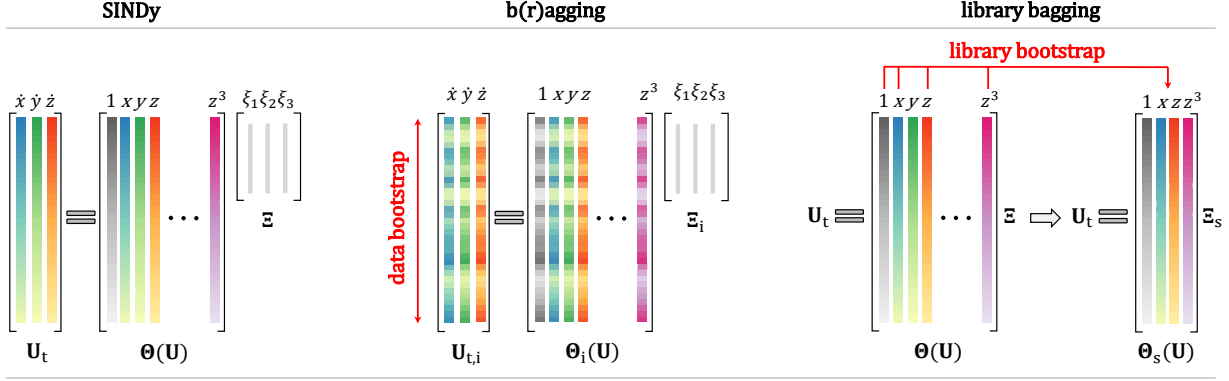 SINDy
ẋ ẏ ż
1 x y z
z³
ξ₁ξ₂ξ₃
=
· · ·
Ξ
U_t
Θ(U)
b(r)agging
data bootstrap
ẋ ẏ ż
1 x y z
z³
ξ₁ξ₂ξ₃
=
· · ·
Ξ_i
U_t,i
Θ_i(U)
library bagging
library bootstrap
1 x y z
z³
1 x z z³
U_t =
· · ·
Ξ
U_t =
Ξ_s
Θ(U)
Θ_s(U)